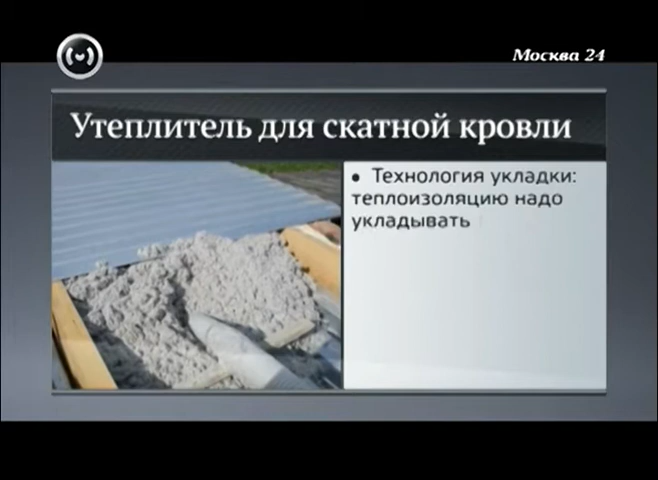 Москва 24
Утеплитель для скатной кровли
• Технология укладки:
теплоизоляцию надо
укладывать